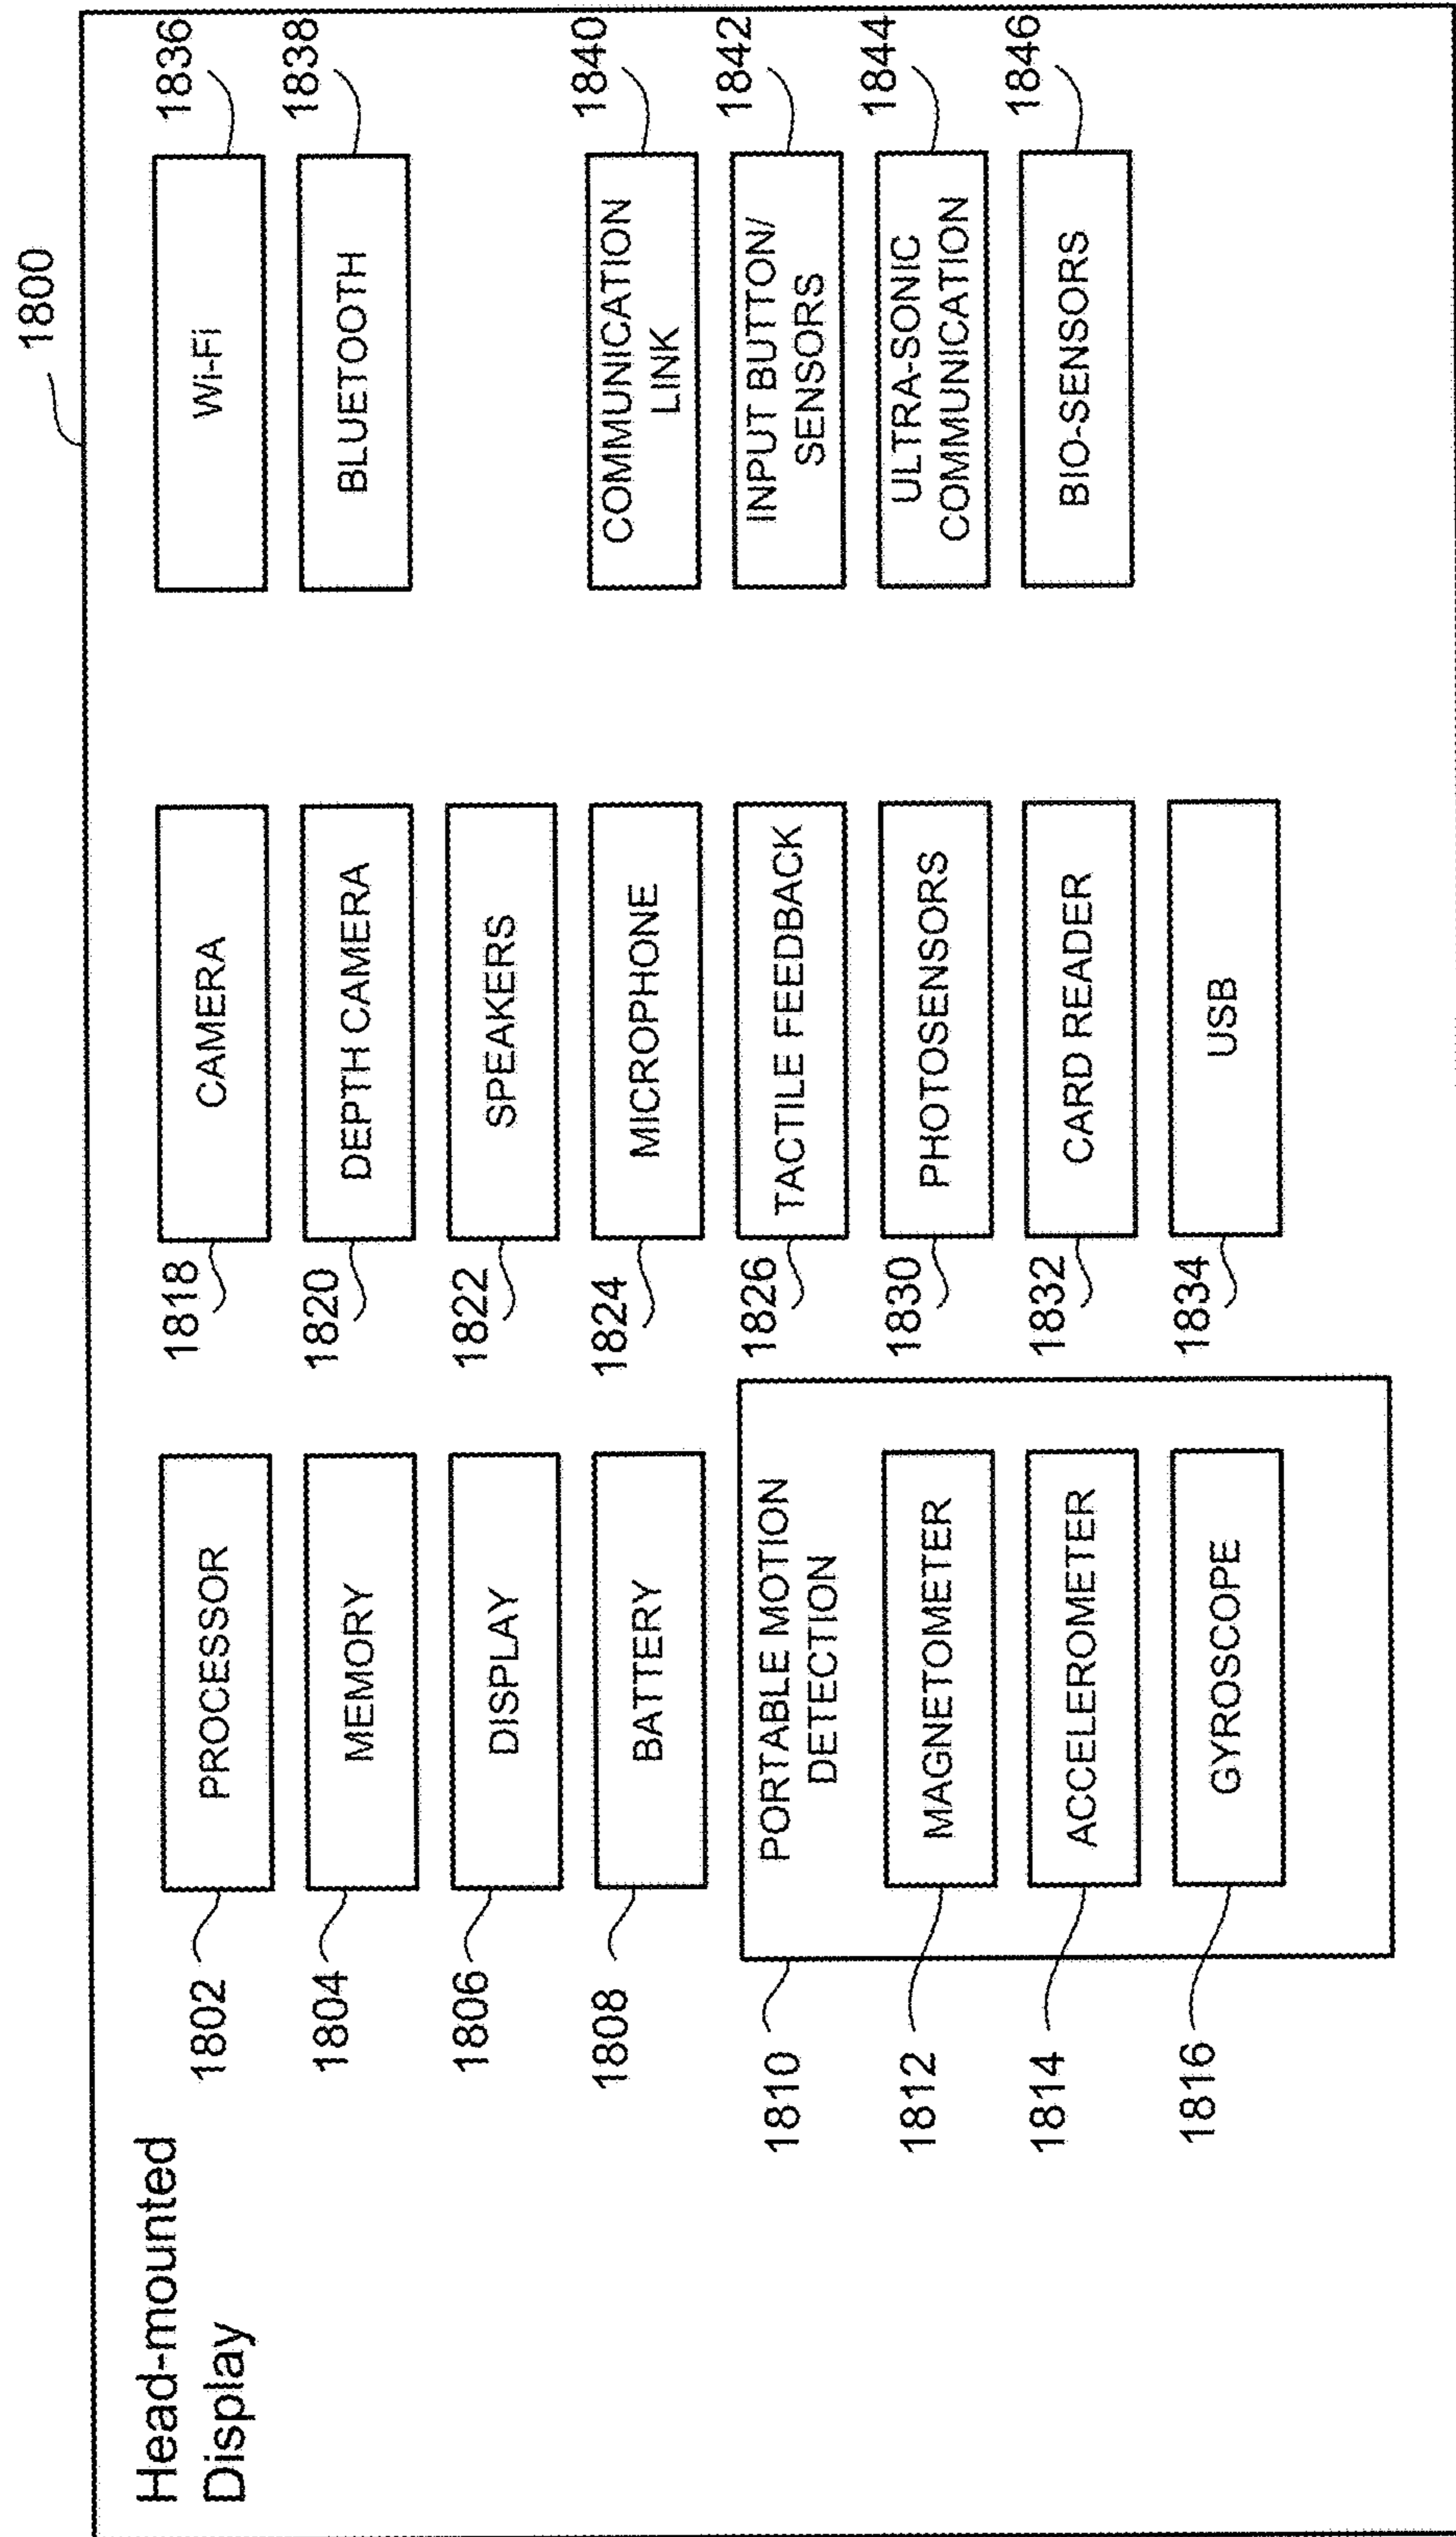 1800
Head-mounted
Display
1802
PROCESSOR
1804
MEMORY
1806
DISPLAY
1808
BATTERY
1810
PORTABLE MOTION
DETECTION
1812
MAGNETOMETER
1814
ACCELEROMETER
1816
GYROSCOPE
1818
CAMERA
1820
DEPTH CAMERA
1822
SPEAKERS
1824
MICROPHONE
1826
TACTILE FEEDBACK
1830
PHOTOSENSORS
1832
CARD READER
1834
USB
Wi-Fi
1836
BLUETOOTH
1838
COMMUNICATION
LINK
1840
INPUT BUTTON/
SENSORS
1842
ULTRA-SONIC
COMMUNICATION
1844
BIO-SENSORS
1846